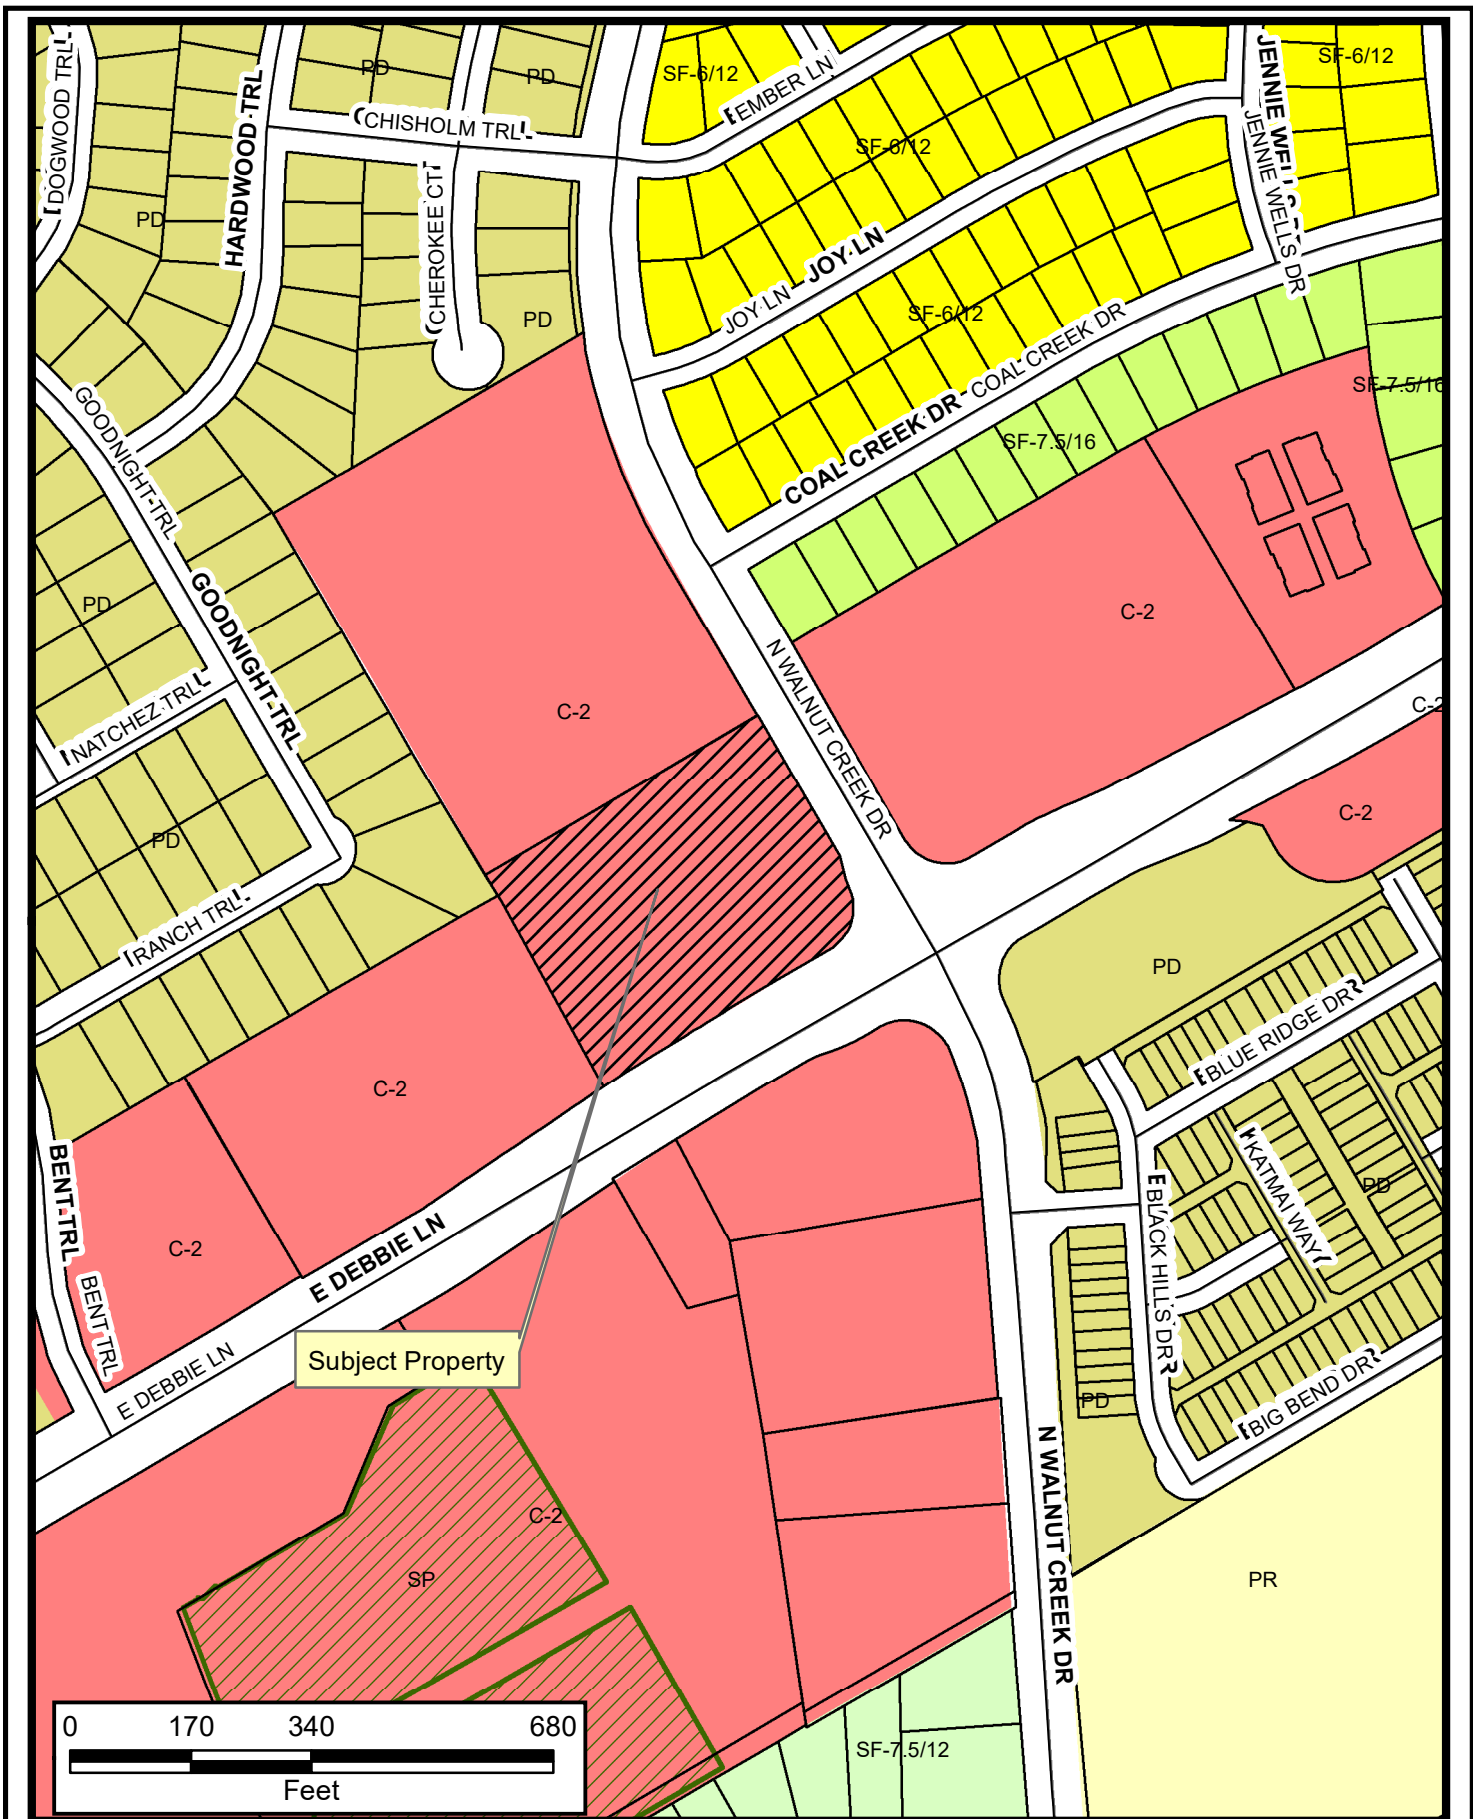 DOGWOOD TRL
PD
PD
SF-6/12
EMBER LN
JENNIE WELLS DR
SF-6/12
HARDWOOD TRL
CHISHOLM TRL
SF-6/12
JENNIE WELLS DR
PD
CHEROKEE CT
JOY LN
JOY LN
PD
SF-6/12
COAL CREEK DR
COAL CREEK DR
SF-7.5/16
SF-7.5/16
GOODNIGHT TRL
GOODNIGHT TRL
PD
C-2
NATCHEZ TRL
C-2
N WALNUT CREEK DR
C-2
C-2
PD
RANCH TRL
PD
BLUE RIDGE DR
C-2
BENT TRL
KATMAI WAY
PD
BLACK HILLS DR
C-2
E DEBBIE LN
BENT TRL
E DEBBIE LN
Subject Property
PD
BIG BEND DR
N WALNUT CREEK DR
C-2
SP
PR
SF-7.5/12
0 170 340 680
Feet